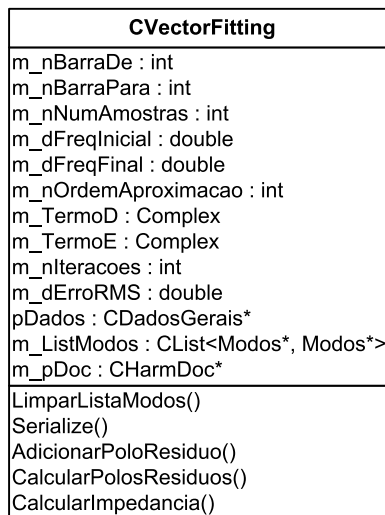 CVectorFitting
m_nBarraDe : int
m_nBarraPara : int
m_nNumAmostras : int
m_dFreqInicial : double
m_dFreqFinal : double
m_nOrdemAproximacao : int
m_TermoD : Complex
m_TermoE : Complex
m_nIteracoes : int
m_dErroRMS : double
pDados : CDadosGerais*
m_ListModos : CList<Modos*, Modos*>
m_pDoc : CHarmDoc*
LimparListaModos()
Serialize()
AdicionarPoloResiduo()
CalcularPolosResiduos()
CalcularImpedancia()